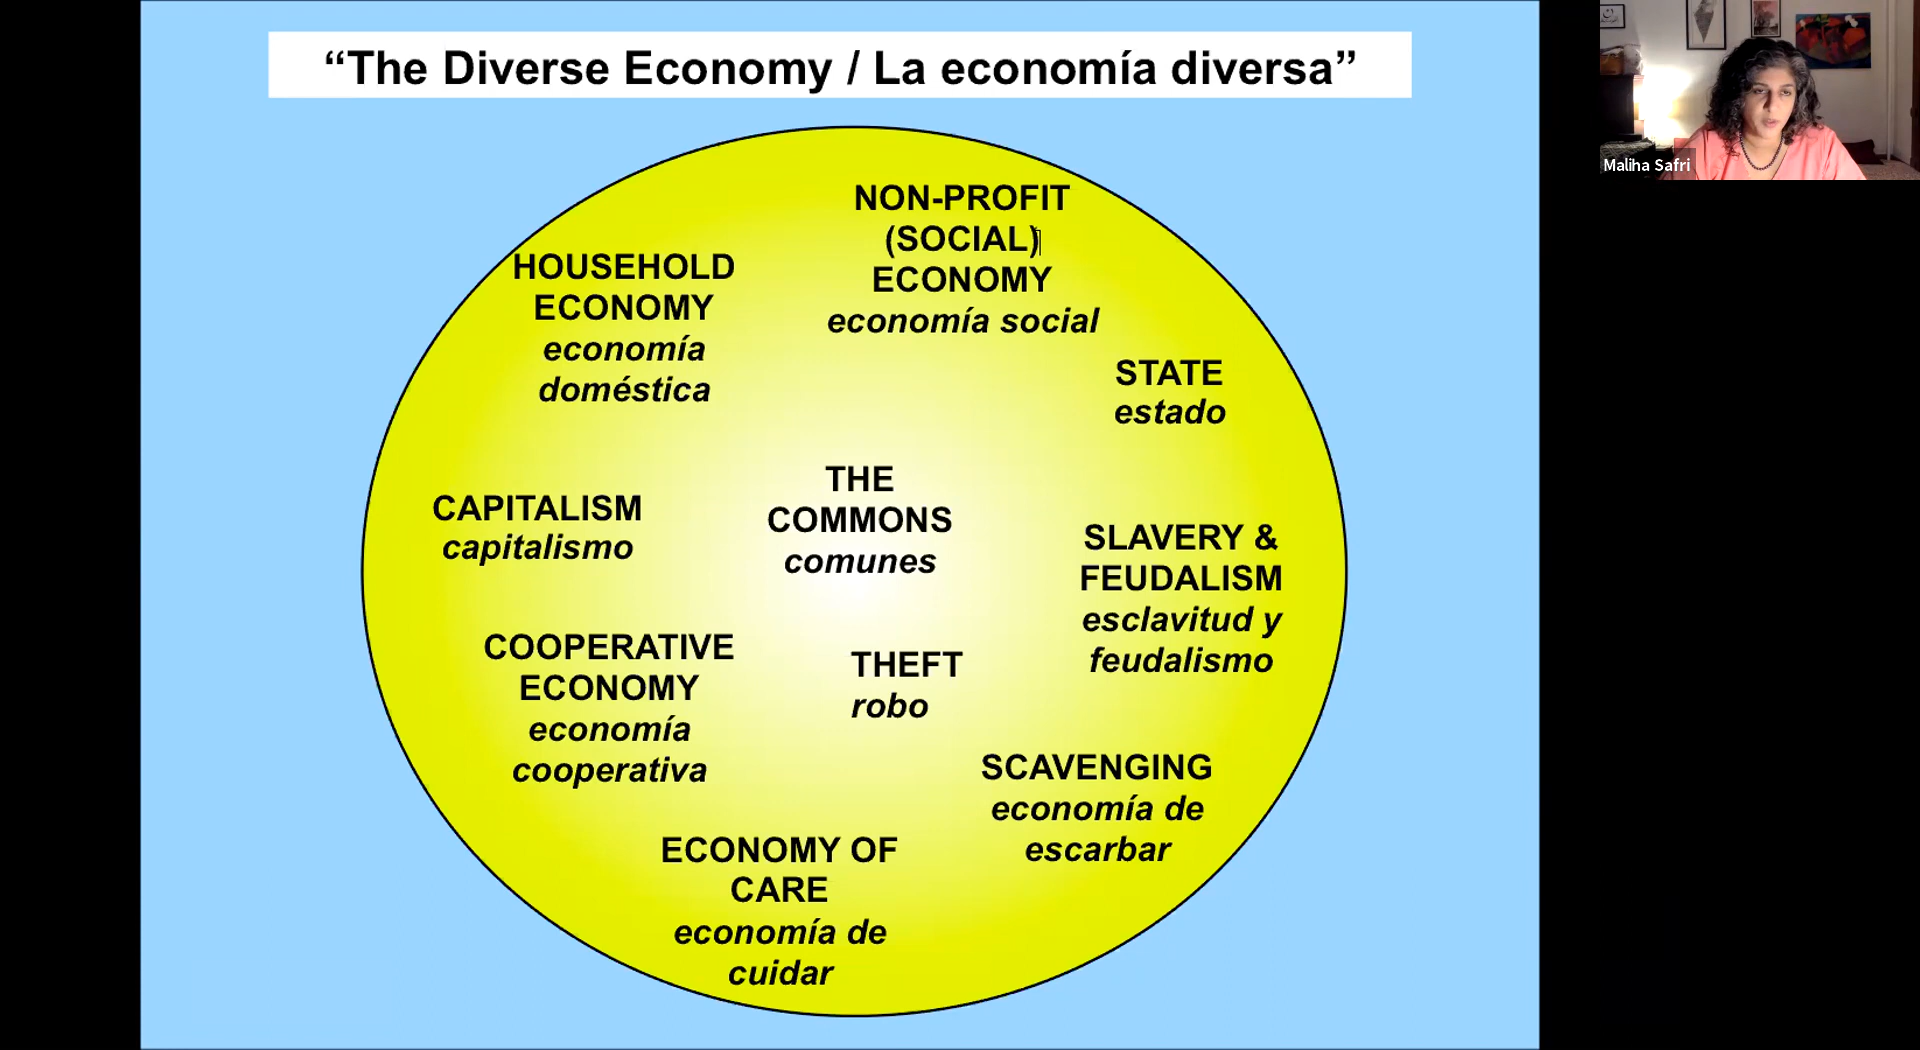 “The Diverse Economy / La economía diversa”
NON-PROFIT
(SOCIAL)
ECONOMY
economía social
HOUSEHOLD
ECONOMY
economía
doméstica
STATE
estado
THE
COMMONS
comunes
CAPITALISM
capitalismo
SLAVERY &
FEUDALISM
esclavitud y
feudalismo
COOPERATIVE
ECONOMY
economía
cooperativa
THEFT
robo
SCAVENGING
economía de
escarbar
ECONOMY OF
CARE
economía de
cuidar
Maliha Safri